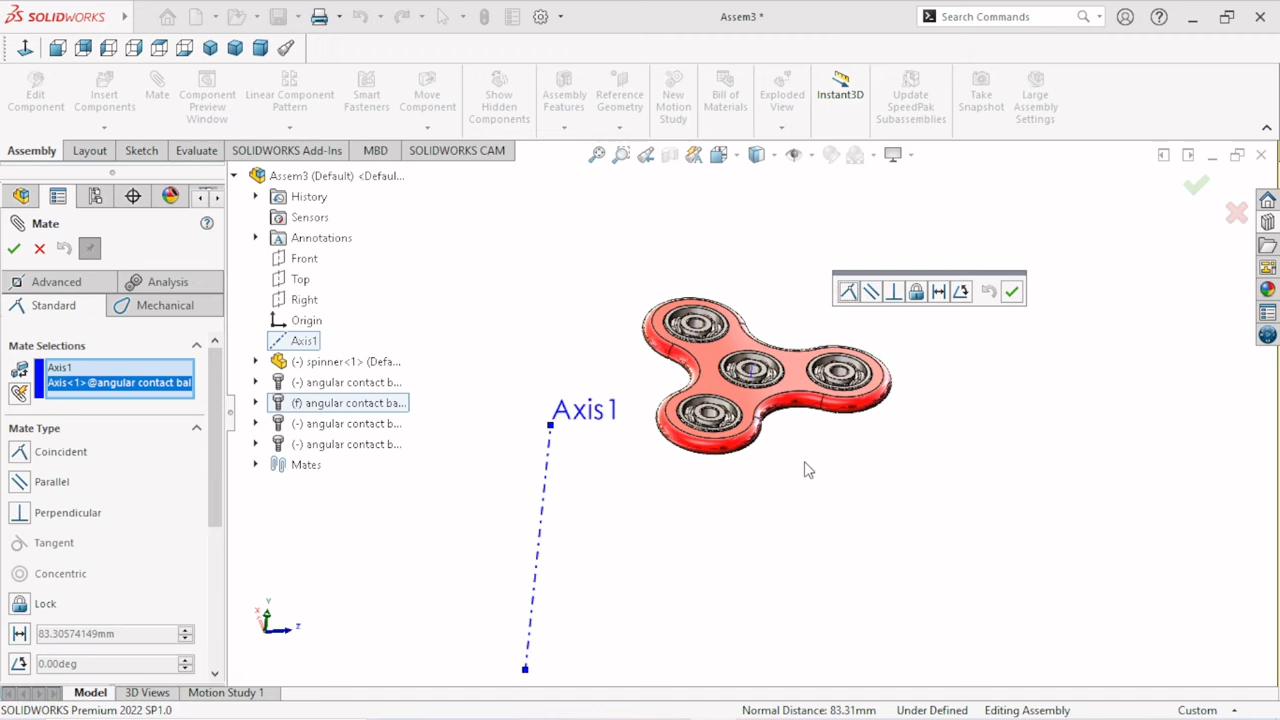 SOLIDWORKS
Assem3 *
Search Commands
Edit Component
Insert Components
Mate
Component Preview Window
Linear Component Pattern
Smart Fasteners
Move Component
Show Hidden Components
Assembly Features
Reference Geometry
New Motion Study
Bill of Materials
Exploded View
Instant3D
Update SpeedPak Subassemblies
Take Snapshot
Large Assembly Settings
Assembly
Layout
Sketch
Evaluate
SOLIDWORKS Add-Ins
MBD
SOLIDWORKS CAM
Mate
Advanced
Analysis
Standard
Mechanical
Mate Selections
Axis1
Axis<1> @angular contact bal
Mate Type
Coincident
Parallel
Perpendicular
Tangent
Concentric
Lock
83.30574149mm
0.00deg
Assem3 (Default) <Defaul...
History
Sensors
Annotations
Front
Top
Right
Origin
Axis1
(-) spinner<1> (Defa...
(-) angular contact b...
(f) angular contact ba...
(-) angular contact b...
(-) angular contact b...
Mates
Axis1
Y
X
Z
Model
3D Views
Motion Study 1
SOLIDWORKS Premium 2022 SP1.0
Normal Distance: 83.31mm
Under Defined
Editing Assembly
Custom